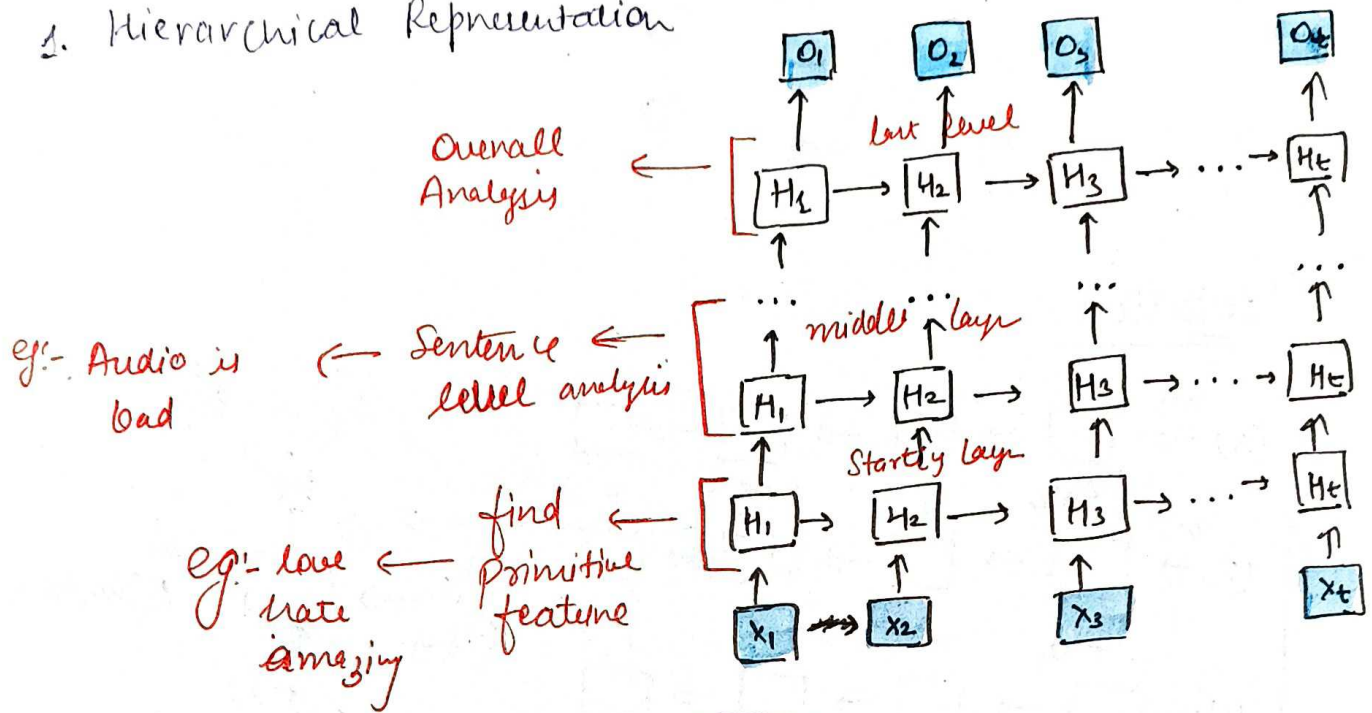 1. Hierarchical Representation
O1 O2 O3 Ot
Overall
Analysis
last level
H1 H2 H3 ... Ht
... ... ... ...
eg:- Audio is
bad
Sentence
level analysis
middle layer
H1 H2 H3 ... Ht
Starting layer
find
primitive
feature
H1 H2 H3 ... Ht
eg:- love
hate
amazing
X1 X2 X3 Xt